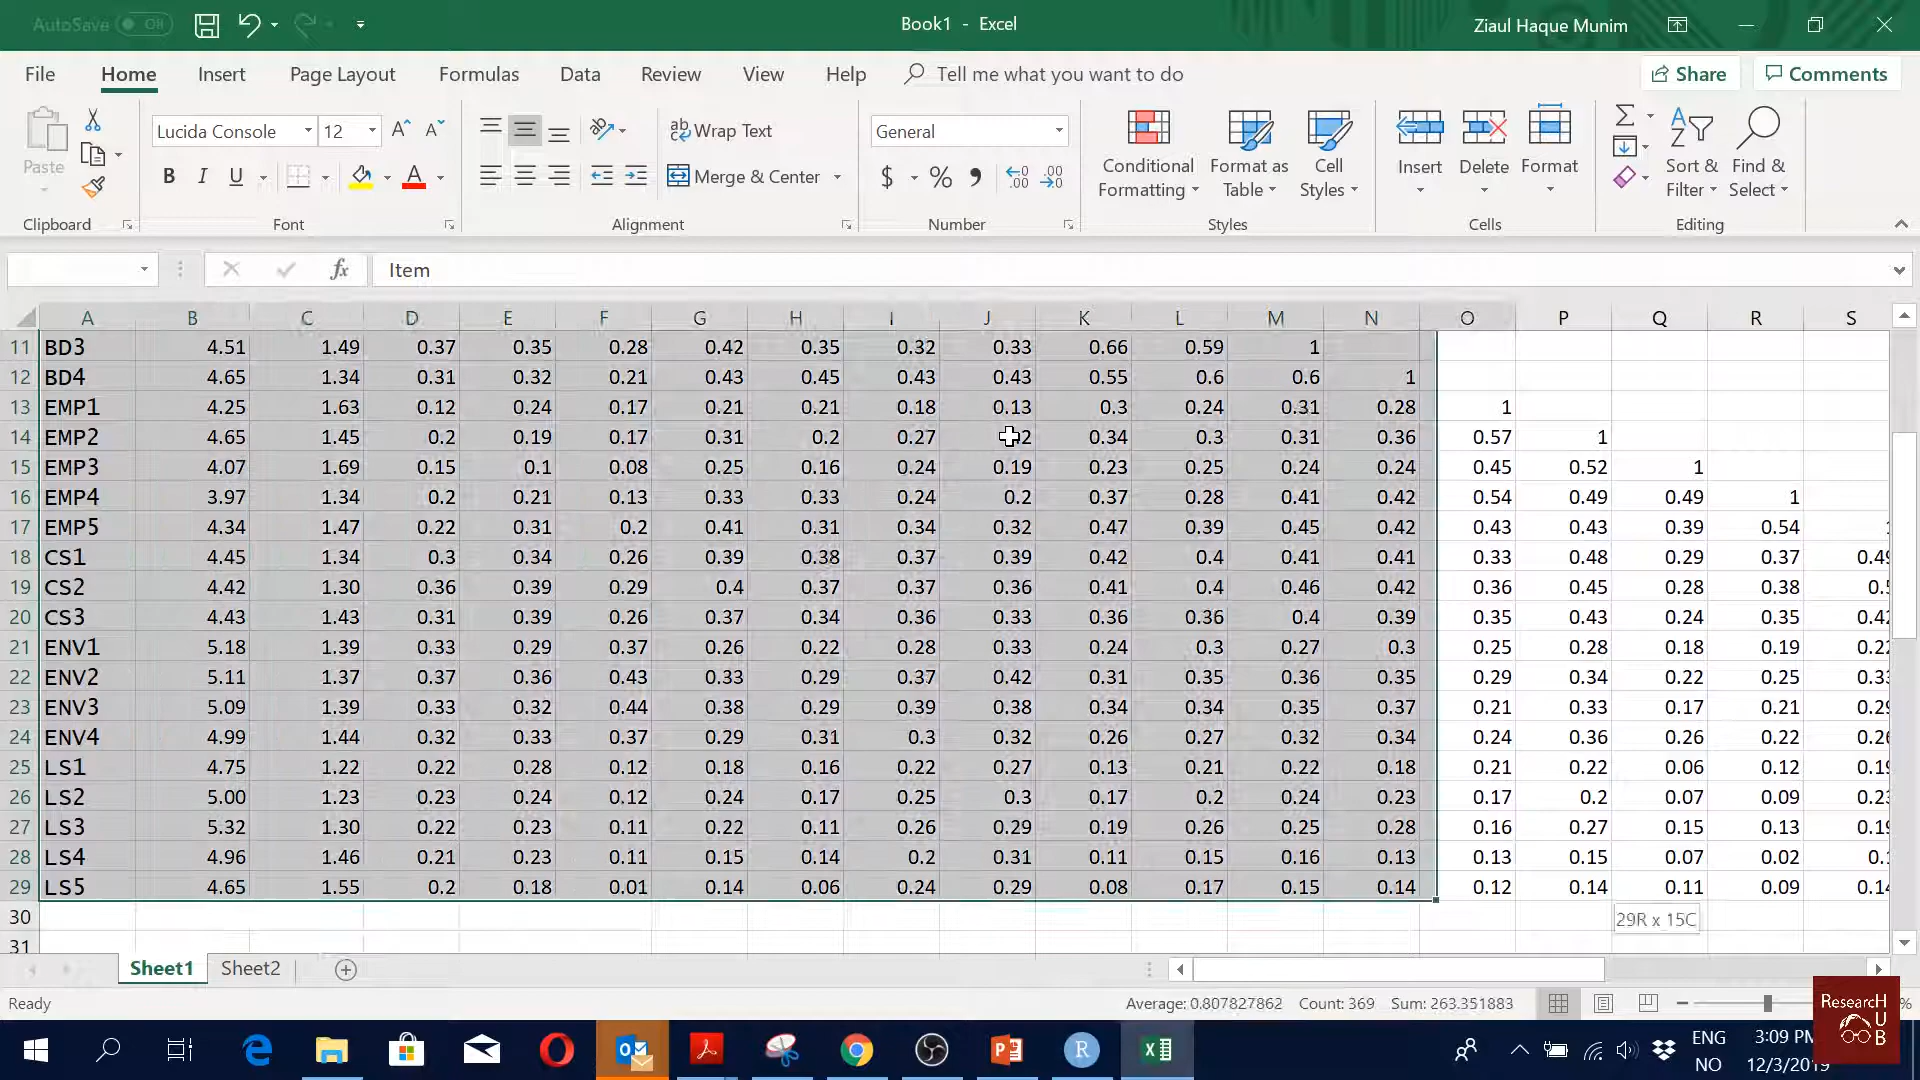 AutoSave Off Book1 - Excel Ziaul Haque Munim
File Home Insert Page Layout Formulas Data Review View Help Tell me what you want to do Share Comments
Paste Lucida Console 12 A A ab Wrap Text General Conditional Formatting Format as Table Cell Styles Insert Delete Format Sort & Filter Find & Select
B I U A Merge & Center $ % , .00 .00
Clipboard Font Alignment Number Styles Cells Editing
fx Item
A B C D E F G H I J K L M N O P Q R S
11 BD3 4.51 1.49 0.37 0.35 0.28 0.42 0.35 0.32 0.33 0.66 0.59 1
12 BD4 4.65 1.34 0.31 0.32 0.21 0.43 0.45 0.43 0.43 0.55 0.6 0.6 1
13 EMP1 4.25 1.63 0.12 0.24 0.17 0.21 0.21 0.18 0.13 0.3 0.24 0.31 0.28 1
14 EMP2 4.65 1.45 0.2 0.19 0.17 0.31 0.2 0.27 0.34 0.3 0.31 0.36 0.57 1
15 EMP3 4.07 1.69 0.15 0.1 0.08 0.25 0.16 0.24 0.19 0.23 0.25 0.24 0.24 0.45 0.52 1
16 EMP4 3.97 1.34 0.2 0.21 0.13 0.33 0.33 0.24 0.2 0.37 0.28 0.41 0.42 0.54 0.49 0.49 1
17 EMP5 4.34 1.47 0.22 0.31 0.2 0.41 0.31 0.34 0.32 0.47 0.39 0.45 0.42 0.43 0.43 0.39 0.54
18 CS1 4.45 1.34 0.3 0.34 0.26 0.39 0.38 0.37 0.39 0.42 0.4 0.41 0.41 0.33 0.48 0.29 0.37
19 CS2 4.42 1.30 0.36 0.39 0.29 0.4 0.37 0.37 0.36 0.41 0.4 0.46 0.42 0.36 0.45 0.28 0.38
20 CS3 4.43 1.43 0.31 0.39 0.26 0.37 0.34 0.36 0.33 0.36 0.36 0.4 0.39 0.35 0.43 0.24 0.35
21 ENV1 5.18 1.39 0.33 0.29 0.37 0.26 0.22 0.28 0.33 0.24 0.3 0.27 0.3 0.25 0.28 0.18 0.19
22 ENV2 5.11 1.37 0.37 0.36 0.43 0.33 0.29 0.37 0.42 0.31 0.35 0.36 0.35 0.29 0.34 0.22 0.25
23 ENV3 5.09 1.39 0.33 0.32 0.44 0.38 0.29 0.39 0.38 0.34 0.34 0.35 0.37 0.21 0.33 0.17 0.21
24 ENV4 4.99 1.44 0.32 0.33 0.37 0.29 0.31 0.3 0.32 0.26 0.27 0.32 0.34 0.24 0.36 0.26 0.22
25 LS1 4.75 1.22 0.22 0.28 0.12 0.18 0.16 0.22 0.27 0.13 0.21 0.22 0.18 0.21 0.22 0.06 0.12
26 LS2 5.00 1.23 0.23 0.24 0.12 0.24 0.17 0.25 0.3 0.17 0.2 0.24 0.23 0.17 0.2 0.07 0.09
27 LS3 5.32 1.30 0.22 0.23 0.11 0.22 0.11 0.26 0.29 0.19 0.26 0.25 0.28 0.16 0.27 0.15 0.13
28 LS4 4.96 1.46 0.21 0.23 0.11 0.15 0.14 0.2 0.31 0.11 0.15 0.16 0.13 0.13 0.15 0.07 0.02
29 LS5 4.65 1.55 0.2 0.18 0.01 0.14 0.06 0.24 0.29 0.08 0.17 0.15 0.14 0.12 0.14 0.11 0.09
30 29R x 15C
31
Sheet1 Sheet2
Ready Average: 0.807827862 Count: 369 Sum: 263.351883 %
ResearcH
U
B
ENG 3:09 PM
NO 12/3/2019